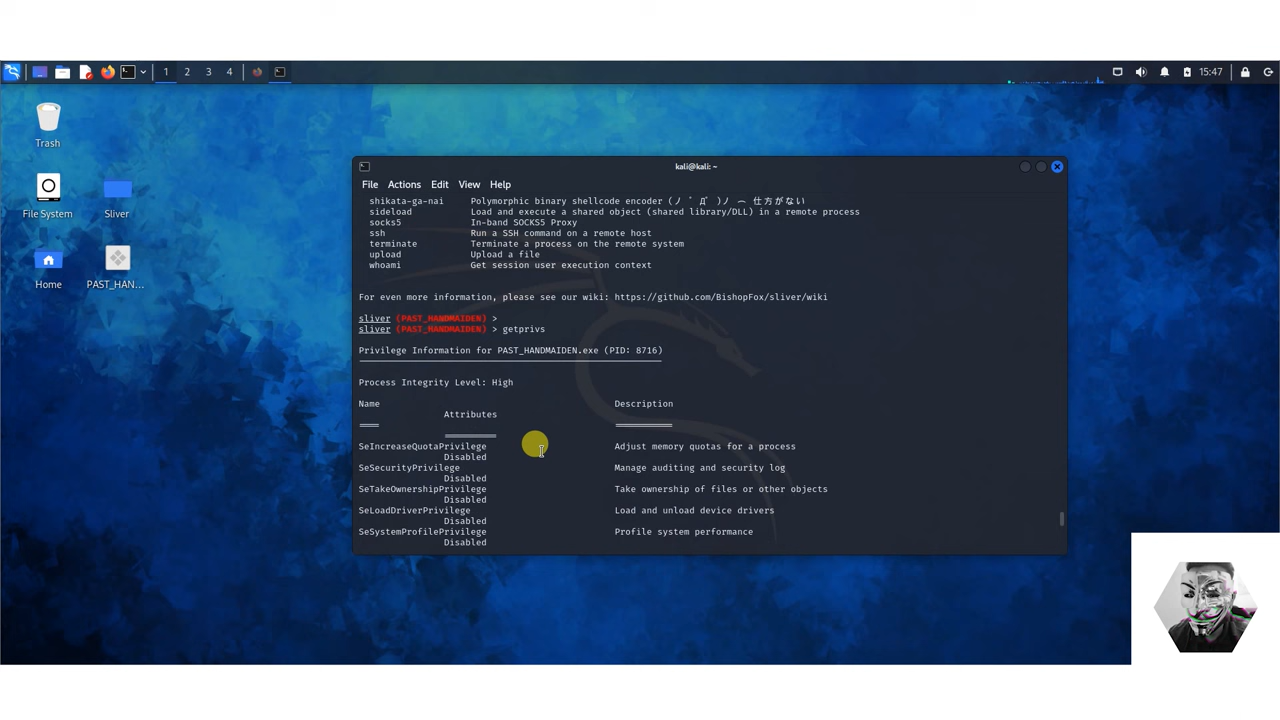 1 2 3 4
15:47
Trash
File System
Sliver
Home
PAST_HAN...
kali@kali: ~
File Actions Edit View Help
shikata-ga-nai Polymorphic binary shellcode encoder (ノ ゜Д゜)ノ ︵ 仕方がない
sideload Load and execute a shared object (shared library/DLL) in a remote process
socks5 In-band SOCKS5 Proxy
ssh Run a SSH command on a remote host
terminate Terminate a process on the remote system
upload Upload a file
whoami Get session user execution context
For even more information, please see our wiki: https://github.com/BishopFox/sliver/wiki
sliver (PAST_HANDMAIDEN) >
sliver (PAST_HANDMAIDEN) > getprivs
Privilege Information for PAST_HANDMAIDEN.exe (PID: 8716)
Process Integrity Level: High
Name Description
Attributes
==== ===========
==========
SeIncreaseQuotaPrivilege Adjust memory quotas for a process
Disabled
SeSecurityPrivilege Manage auditing and security log
Disabled
SeTakeOwnershipPrivilege Take ownership of files or other objects
Disabled
SeLoadDriverPrivilege Load and unload device drivers
Disabled
SeSystemProfilePrivilege Profile system performance
Disabled